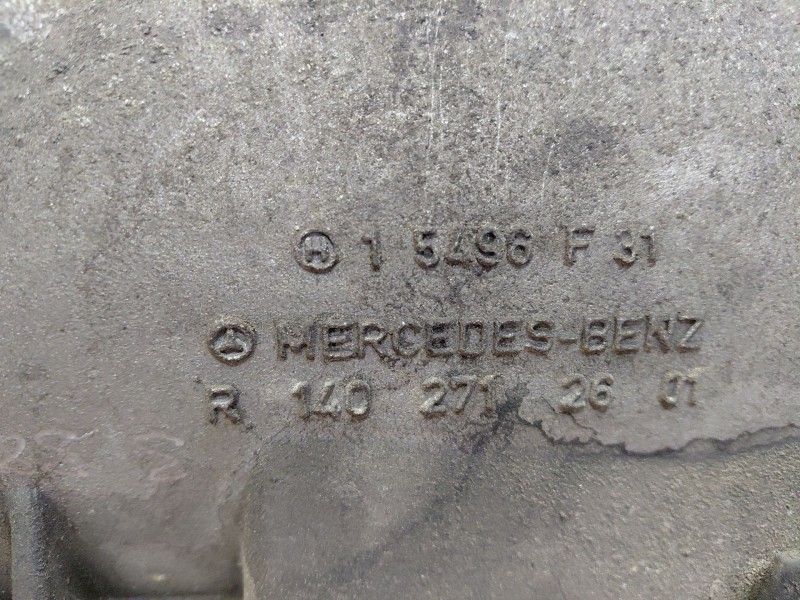 H 1 5496 F 31
MERCEDES-BENZ
R 140 271 26 01